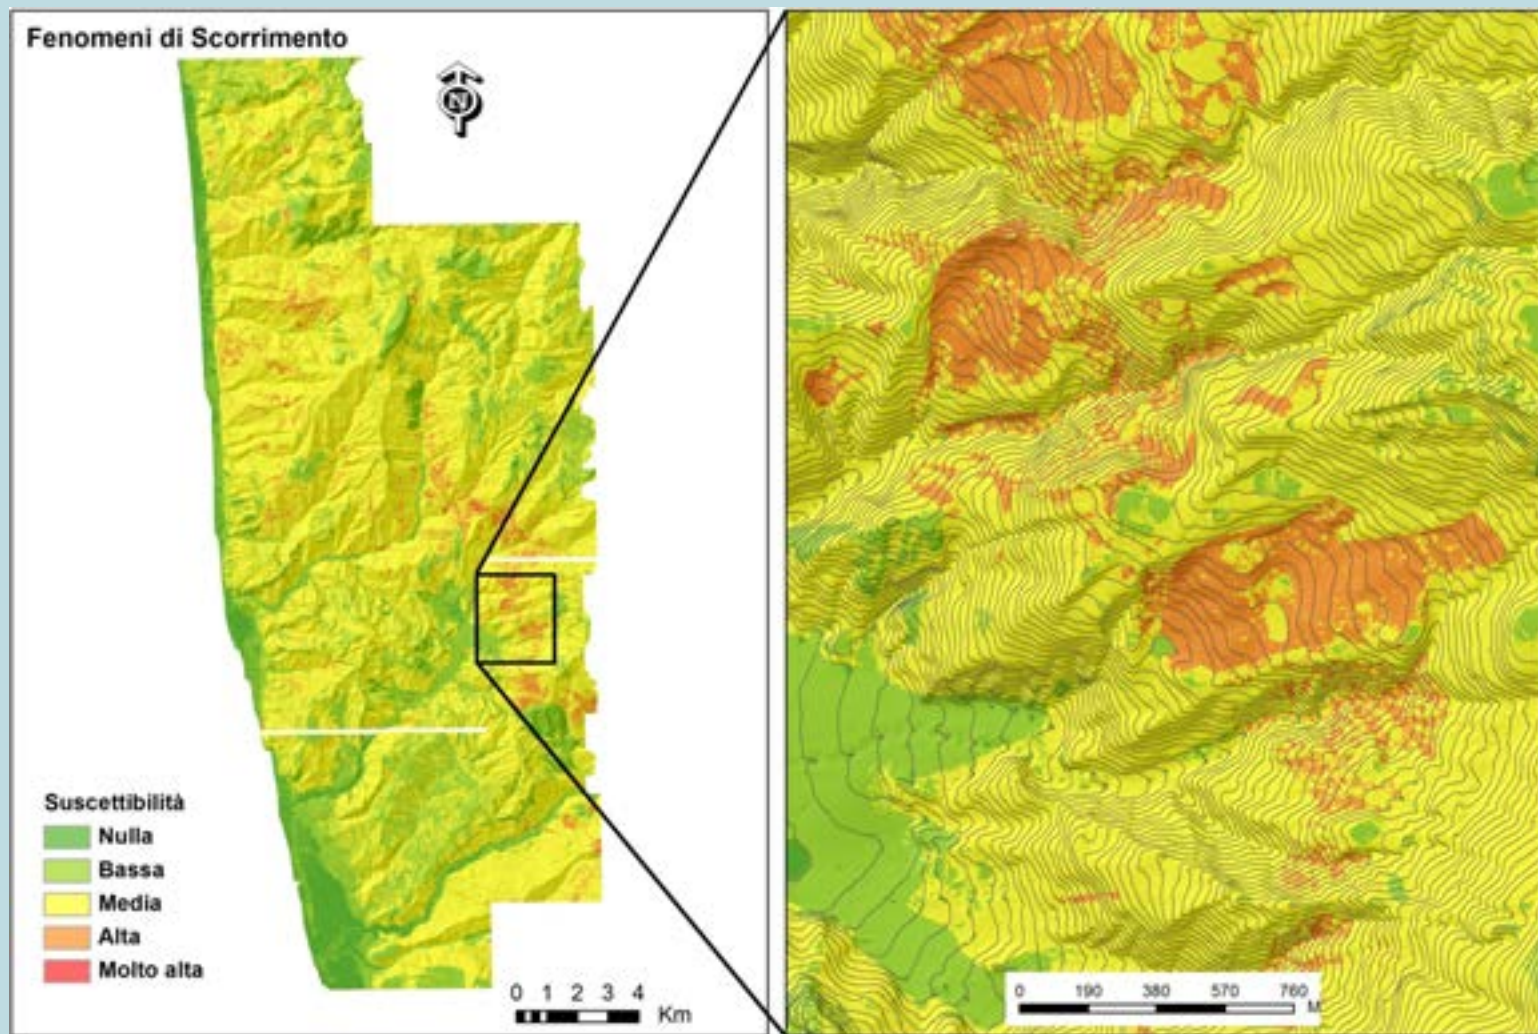 Fenomeni di Scorrimento
N
Suscettibilità
Nulla
Bassa
Media
Alta
Molto alta
0 1 2 3 4
Km
0 190 380 570 760
M